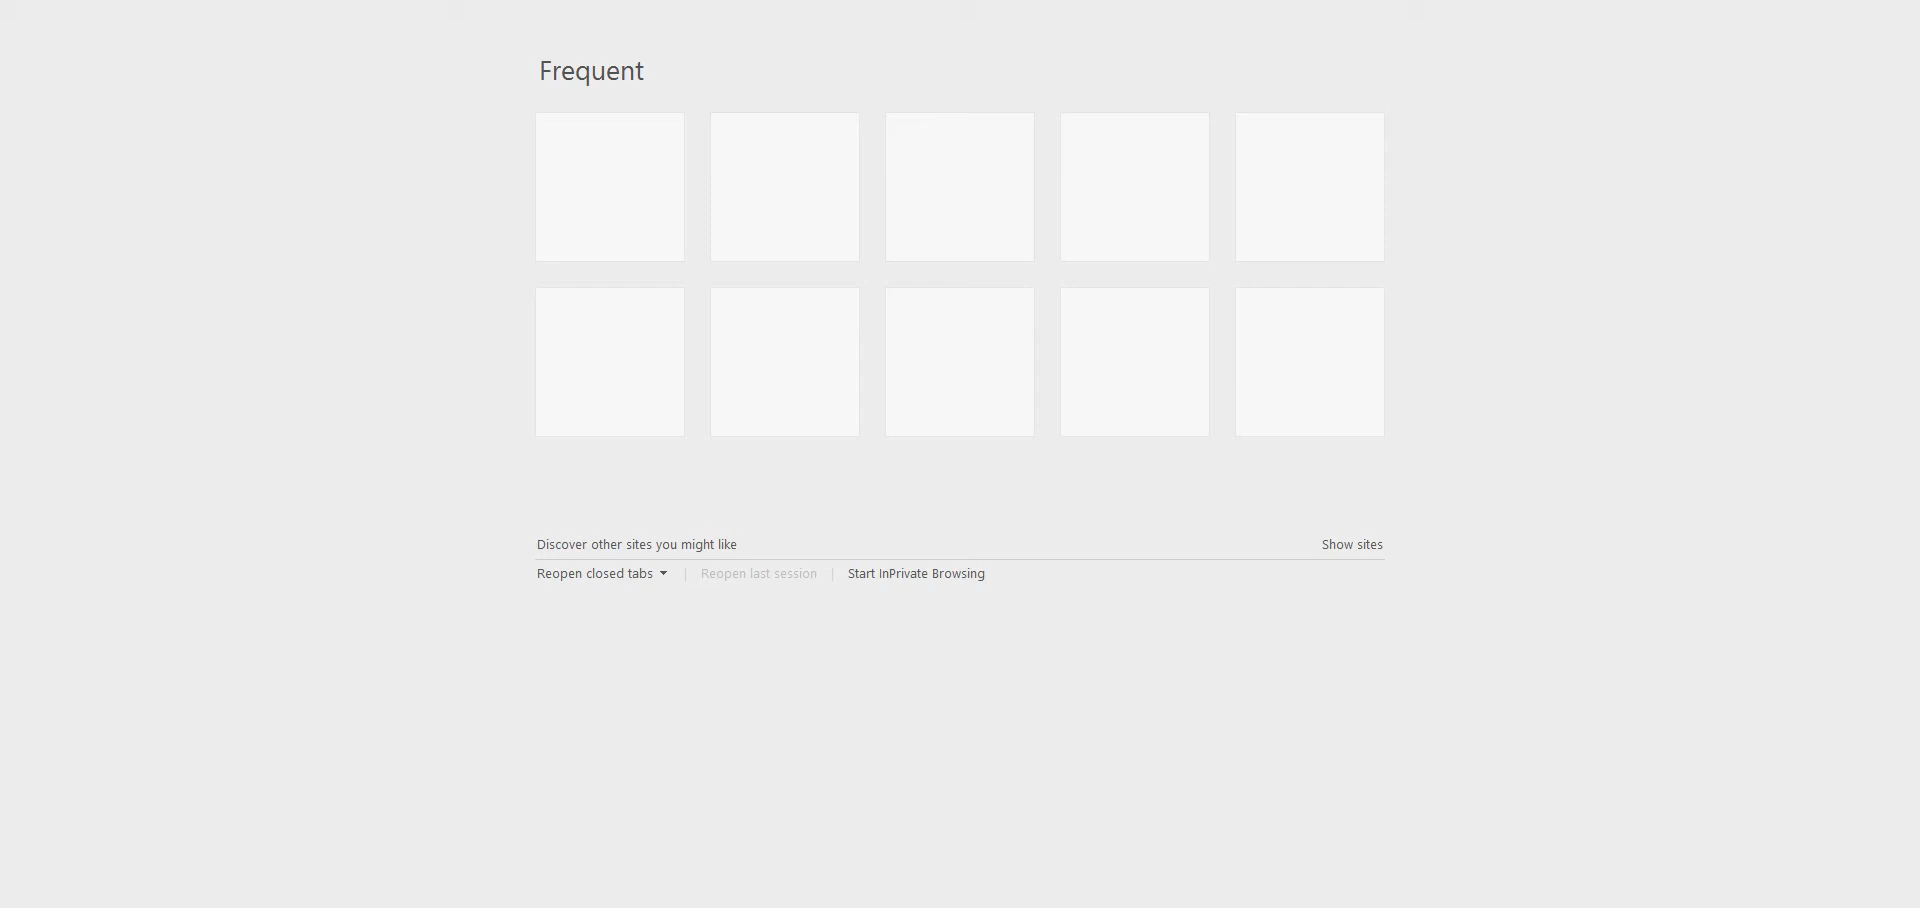 Frequent
Discover other sites you might like
Show sites
Reopen closed tabs
Reopen last session
Start InPrivate Browsing